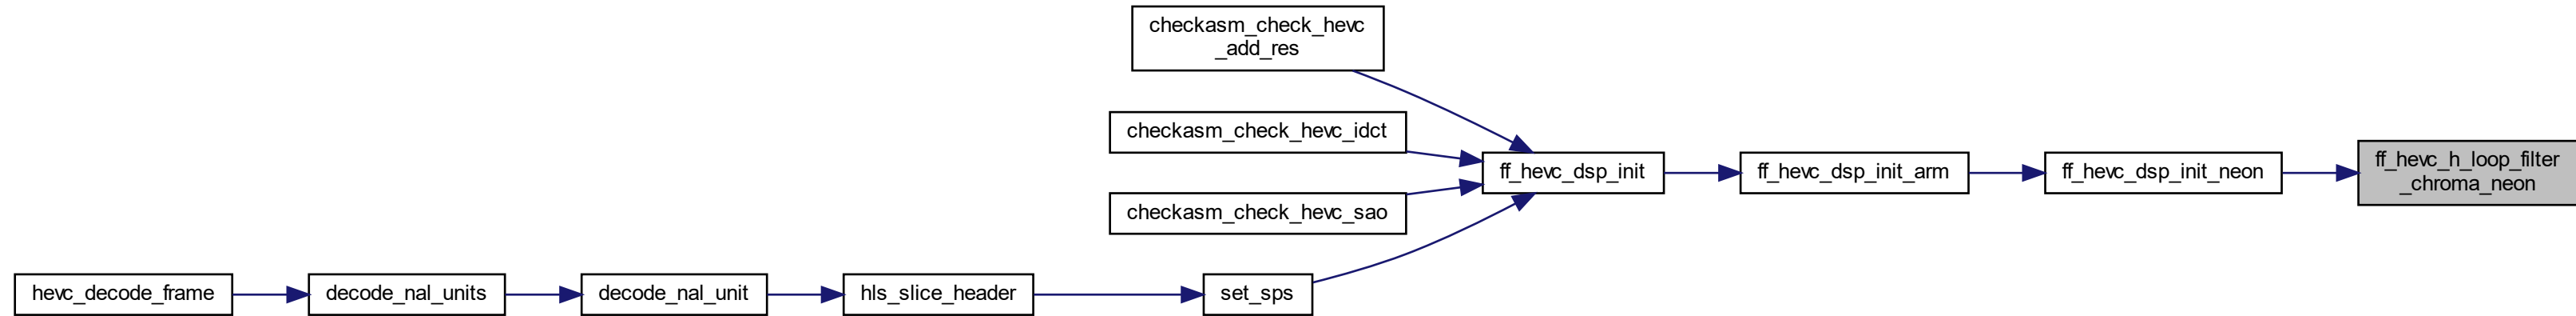 checkasm_check_hevc
_add_res
checkasm_check_hevc_idct
checkasm_check_hevc_sao
ff_hevc_dsp_init
ff_hevc_dsp_init_arm
ff_hevc_dsp_init_neon
ff_hevc_h_loop_filter
_chroma_neon
hevc_decode_frame
decode_nal_units
decode_nal_unit
hls_slice_header
set_sps